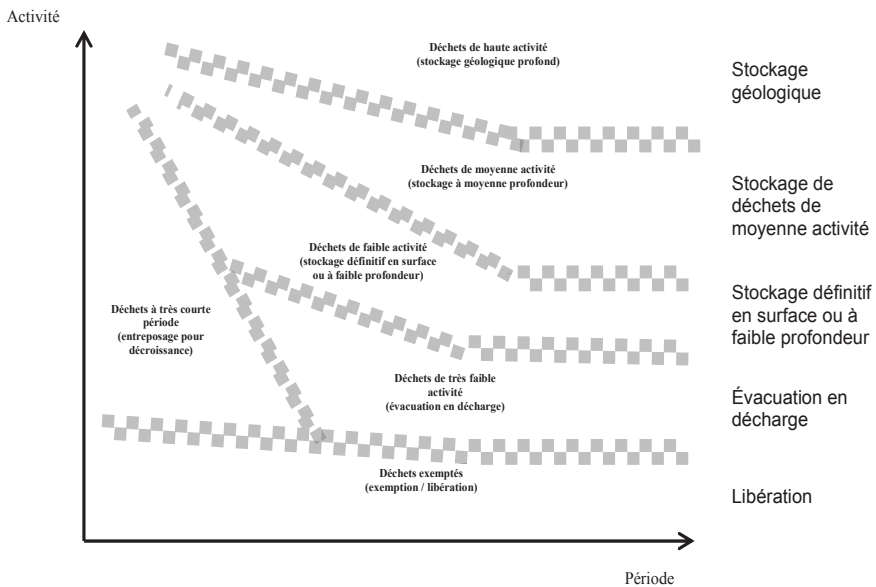 Activité
Déchets de haute activité
(stockage géologique profond)
Stockage
géologique
Déchets de moyenne activité
(stockage à moyenne profondeur)
Stockage de
déchets de
moyenne activité
Déchets de faible activité
(stockage définitif en surface
ou à faible profondeur)
Stockage définitif
en surface ou à
faible profondeur
Déchets à très courte
période
(entreposage pour
décroissance)
Déchets de très faible
activité
(évacuation en décharge)
Évacuation en
décharge
Déchets exemptés
(exemption / libération)
Libération
Période